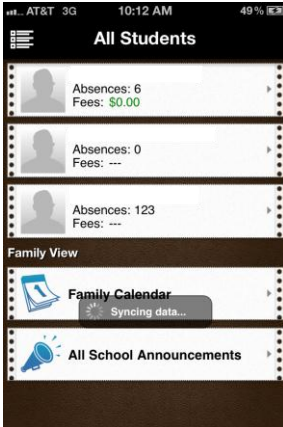 AT&T 3G 10:12 AM 49%
All Students
Absences: 6
Fees: $0.00
Absences: 0
Fees: ---
Absences: 123
Fees: ---
Family View
Family Calendar
Syncing data...
All School Announcements